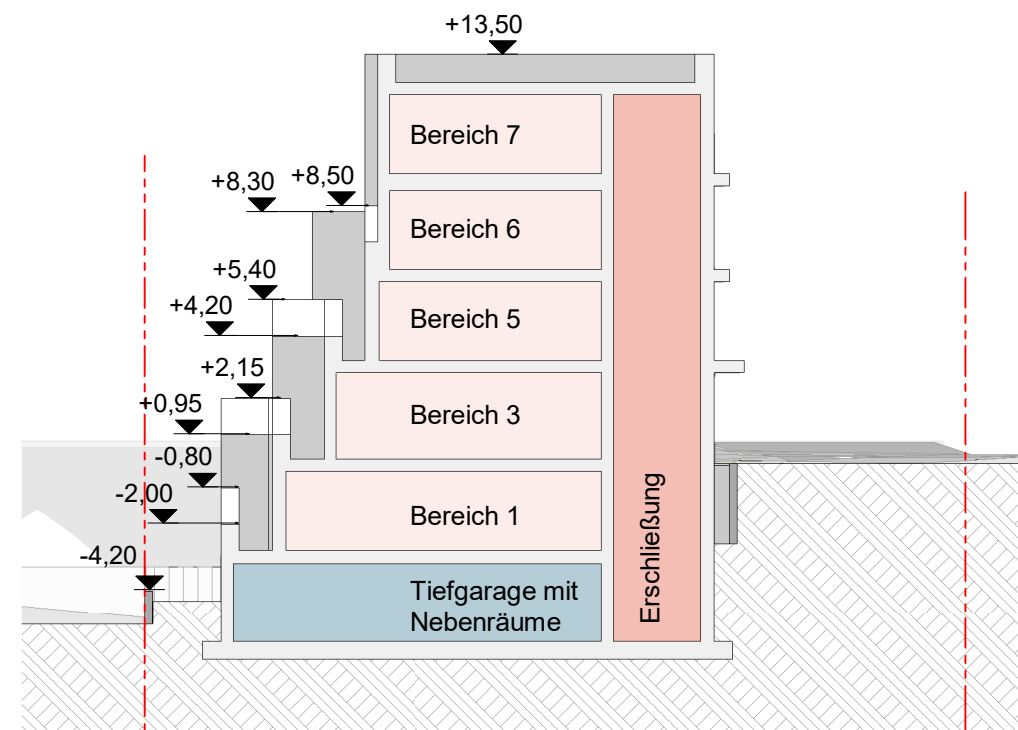 +13,50
Bereich 7
+8,30
+8,50
Bereich 6
+5,40
+4,20
Bereich 5
+2,15
+0,95
Bereich 3
-0,80
-2,00
Bereich 1
-4,20
Tiefgarage mit
Nebenräume
Erschließung